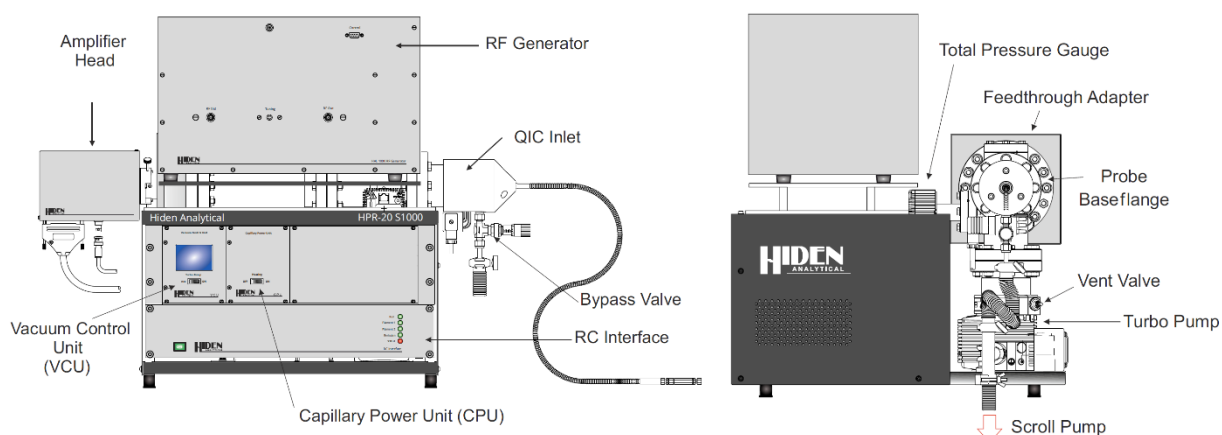 Amplifier
Head
RF Generator
QIC Inlet
HIDEN
ANALYTICAL
HIDEN
Hiden Analytical
HPR-20 S1000
Bypass Valve
Vacuum Control
Unit
(VCU)
HIDEN
ANALYTICAL
RC Interface
Capillary Power Unit (CPU)
Total Pressure Gauge
Feedthrough Adapter
Probe
Baseflange
HIDEN
ANALYTICAL
Vent Valve
Turbo Pump
Scroll Pump